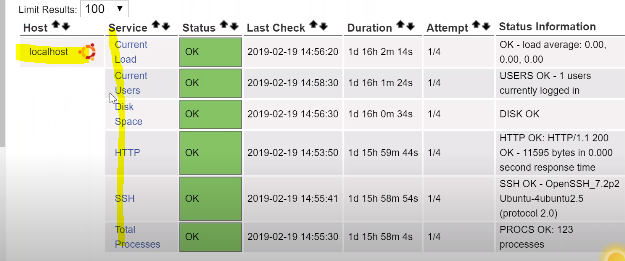 Limit Results: 100
Host Service Status Last Check Duration Attempt Status Information
localhost Current Load OK 2019-02-19 14:56:20 1d 16h 2m 14s 1/4 OK - load average: 0.00, 0.00, 0.00
Current Users OK 2019-02-19 14:58:30 1d 16h 1m 24s 1/4 USERS OK - 1 users currently logged in
Disk Space OK 2019-02-19 14:56:30 1d 16h 0m 34s 1/4 DISK OK
HTTP OK 2019-02-19 14:53:50 1d 15h 59m 44s 1/4 HTTP OK: HTTP/1.1 200 OK - 11595 bytes in 0.000 second response time
SSH OK 2019-02-19 14:55:41 1d 15h 58m 54s 1/4 SSH OK - OpenSSH_7.2p2 Ubuntu-4ubuntu2.5 (protocol 2.0)
Total Processes OK 2019-02-19 14:55:30 1d 15h 58m 4s 1/4 PROCS OK: 123 processes